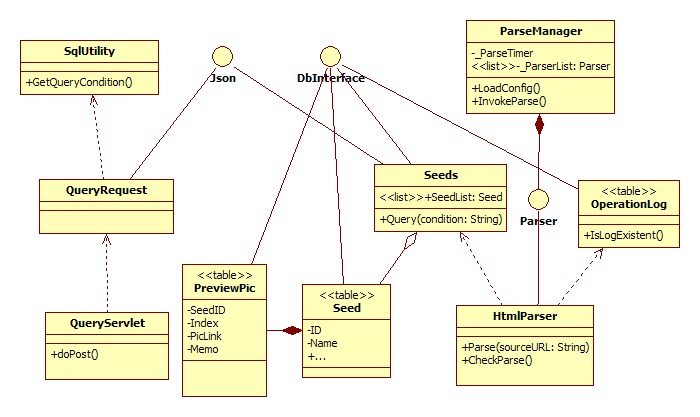 SqlUtility
+GetQueryCondition()
Json
DbInterface
ParseManager
-_ParseTimer
<<list>>-_ParserList: Parser
+LoadConfig()
+InvokeParse()
QueryRequest
Seeds
<<list>>+SeedList: Seed
+Query(condition: String)
Parser
<<table>>
OperationLog
+IsLogExistent()
QueryServlet
+doPost()
<<table>>
PreviewPic
-SeedID
-Index
-PicLink
-Memo
<<table>>
Seed
-ID
-Name
+...
HtmlParser
+Parse(sourceURL: String)
+CheckParse()